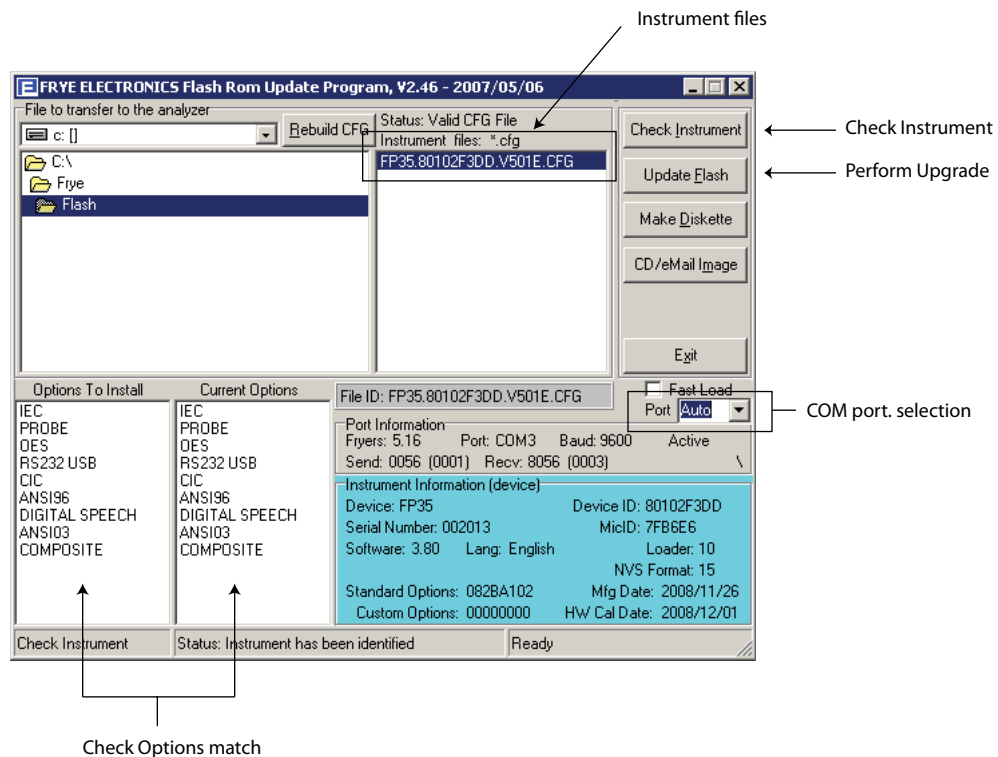 Instrument files
FRYE ELECTRONICS Flash Rom Update Program, V2.46 - 2007/05/06
File to transfer to the analyzer
c: []
Rebuild CFG
Status: Valid CFG File
Instrument files: *.cfg
FP35.80102F3DD.V501E.CFG
C:\
Frye
Flash
Check Instrument
Update Flash
Make Diskette
CD/eMail Image
Exit
Check Instrument
Perform Upgrade
Options To Install
IEC
PROBE
OES
RS232 USB
CIC
ANSI96
DIGITAL SPEECH
ANSI03
COMPOSITE
Current Options
IEC
PROBE
OES
RS232 USB
CIC
ANSI96
DIGITAL SPEECH
ANSI03
COMPOSITE
File ID: FP35.80102F3DD.V501E.CFG
Fast Load
Port Auto
COM port. selection
Port Information
Fryers: 5.16 Port: COM3 Baud: 9600 Active
Send: 0056 (0001) Recv: 8056 (0003) \
Instrument Information (device)
Device: FP35 Device ID: 80102F3DD
Serial Number: 002013 MicID: 7FB6E6
Software: 3.80 Lang: English Loader: 10
NVS Format: 15
Standard Options: 082BA102 Mfg Date: 2008/11/26
Custom Options: 00000000 HW Cal Date: 2008/12/01
Check Instrument
Status: Instrument has been identified
Ready
Check Options match